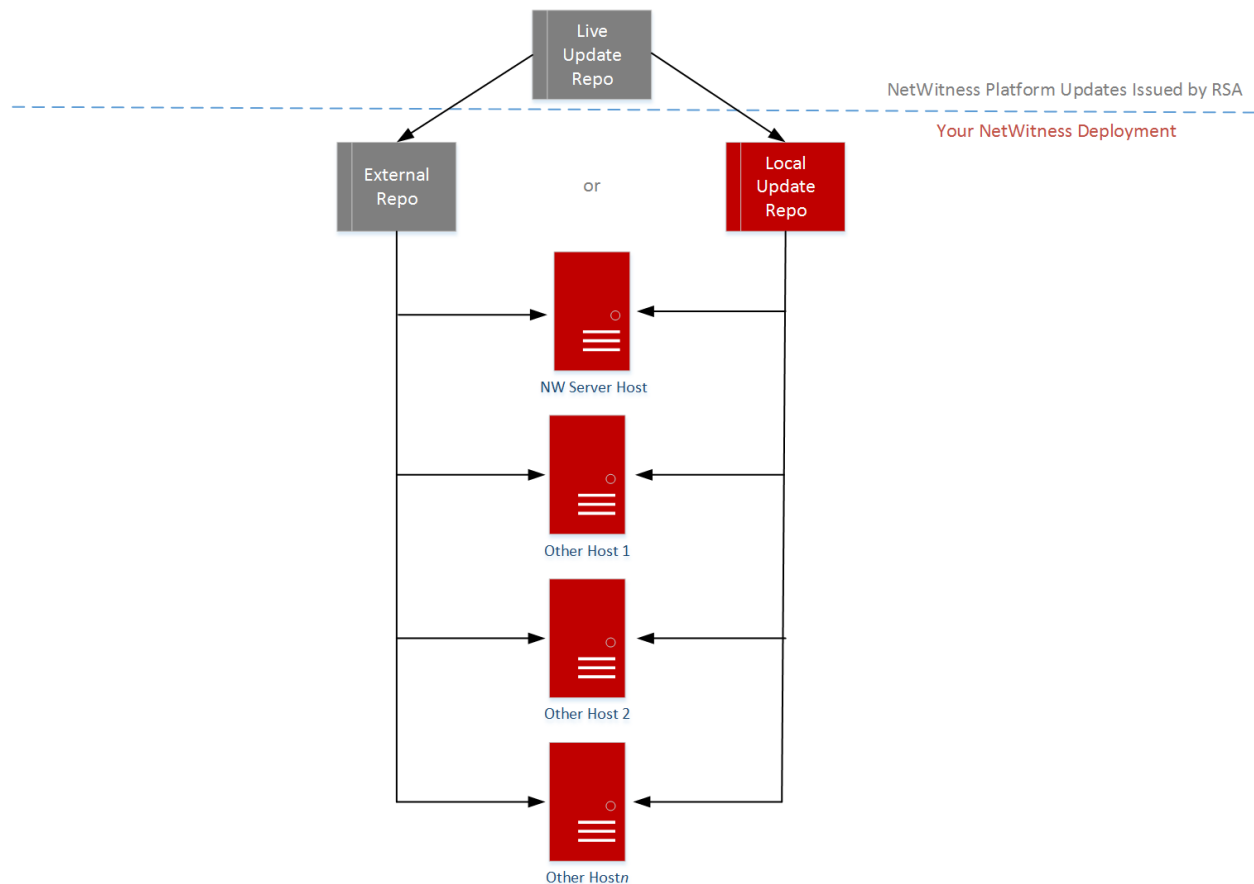 Live
Update
Repo
NetWitness Platform Updates Issued by RSA
Your NetWitness Deployment
External
Repo
or
Local
Update
Repo
NW Server Host
Other Host 1
Other Host 2
Other Hostn